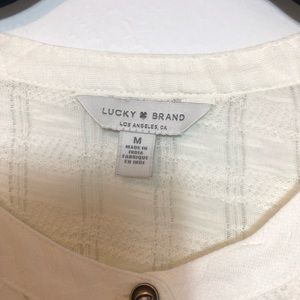 LUCKY BRAND
LOS ANGELES, CA
M
MADE IN
INDIA
FABRIQUÉ
EN INDE